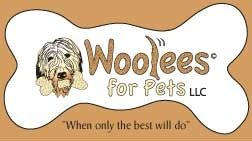 Woolees©
for Pets LLC
"When only the best will do"